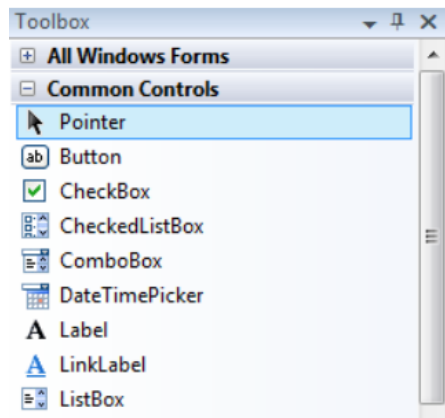 Toolbox
All Windows Forms
Common Controls
Pointer
ab Button
CheckBox
CheckedListBox
ComboBox
DateTimePicker
A Label
A LinkLabel
ListBox